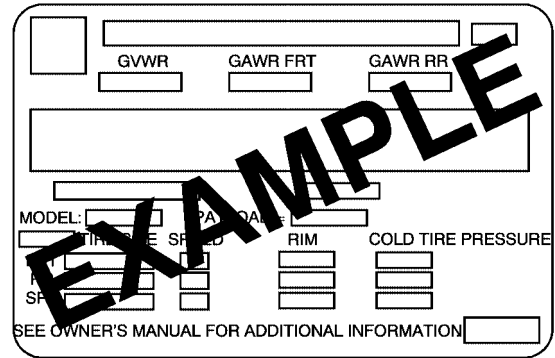 GVWR GAWR FRT GAWR RR
EXAMPLE
MODEL:
RIM COLD TIRE PRESSURE
SEE OWNER'S MANUAL FOR ADDITIONAL INFORMATION